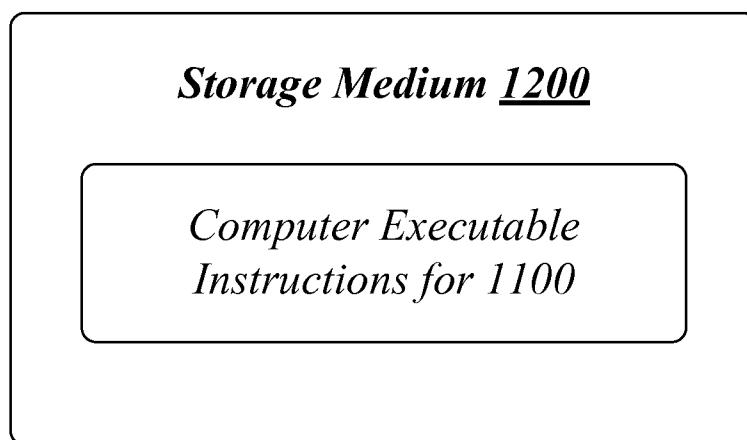 Storage Medium 1200
Computer Executable
Instructions for 1100